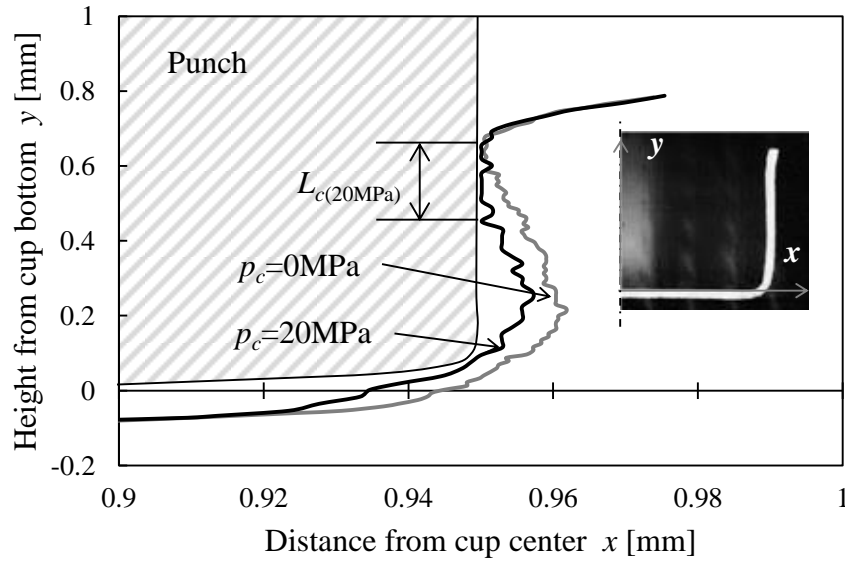 1
0.8
0.6
0.4
0.2
0
-0.2
Height from cup bottom y [mm]
Punch
Lc(20MPa)
pc=0MPa
pc=20MPa
y
x
0.9
0.92
0.94
0.96
0.98
1
Distance from cup center x [mm]